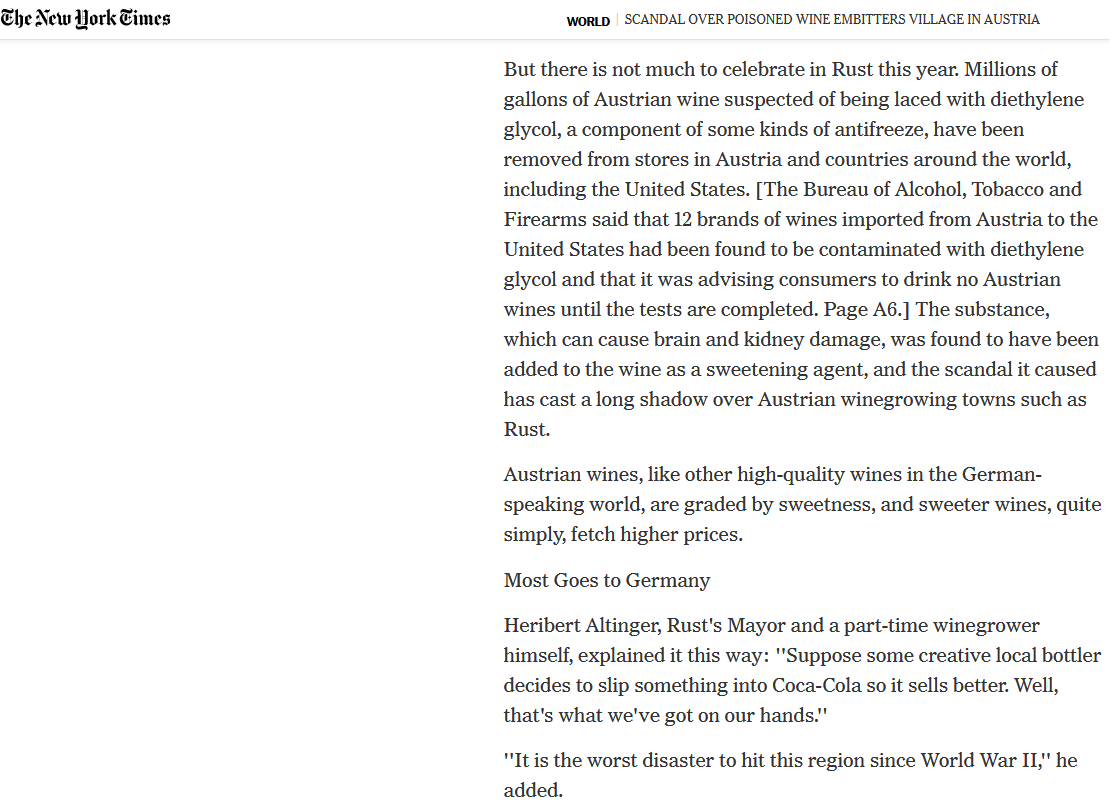 The New York Times
WORLD | SCANDAL OVER POISONED WINE EMBITTERS VILLAGE IN AUSTRIA
But there is not much to celebrate in Rust this year. Millions of
gallons of Austrian wine suspected of being laced with diethylene
glycol, a component of some kinds of antifreeze, have been
removed from stores in Austria and countries around the world,
including the United States. [The Bureau of Alcohol, Tobacco and
Firearms said that 12 brands of wines imported from Austria to the
United States had been found to be contaminated with diethylene
glycol and that it was advising consumers to drink no Austrian
wines until the tests are completed. Page A6.] The substance,
which can cause brain and kidney damage, was found to have been
added to the wine as a sweetening agent, and the scandal it caused
has cast a long shadow over Austrian winegrowing towns such as
Rust.
Austrian wines, like other high-quality wines in the German-
speaking world, are graded by sweetness, and sweeter wines, quite
simply, fetch higher prices.
Most Goes to Germany
Heribert Altinger, Rust's Mayor and a part-time winegrower
himself, explained it this way: ''Suppose some creative local bottler
decides to slip something into Coca-Cola so it sells better. Well,
that's what we've got on our hands.''
''It is the worst disaster to hit this region since World War II,'' he
added.